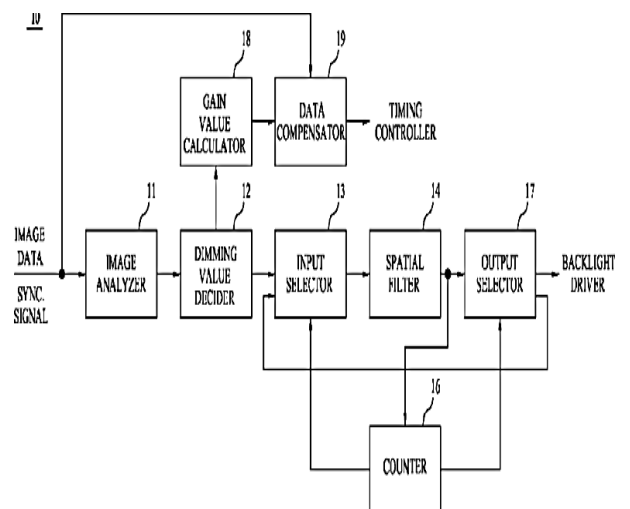 10
18
19
GAIN
VALUE
CALCULATOR
DATA
COMPENSATOR
TIMING
CONTROLLER
11
12
13
14
17
IMAGE
DATA
SYNC.
SIGNAL
IMAGE
ANALYZER
DIMMING
VALUE
DECIDER
INPUT
SELECTOR
SPATIAL
FILTER
OUTPUT
SELECTOR
BACKLIGHT
DRIVER
16
COUNTER